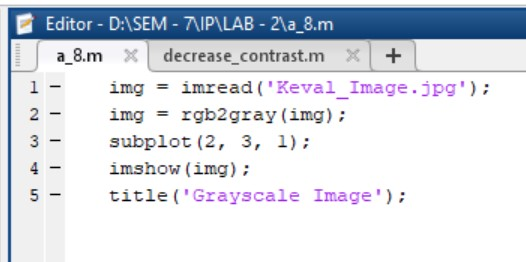 Editor - D:\SEM - 7\IP\LAB - 2\a_8.m
a_8.m × decrease_contrast.m × +
1 - img = imread('Keval_Image.jpg');
2 - img = rgb2gray(img);
3 - subplot(2, 3, 1);
4 - imshow(img);
5 - title('Grayscale Image');